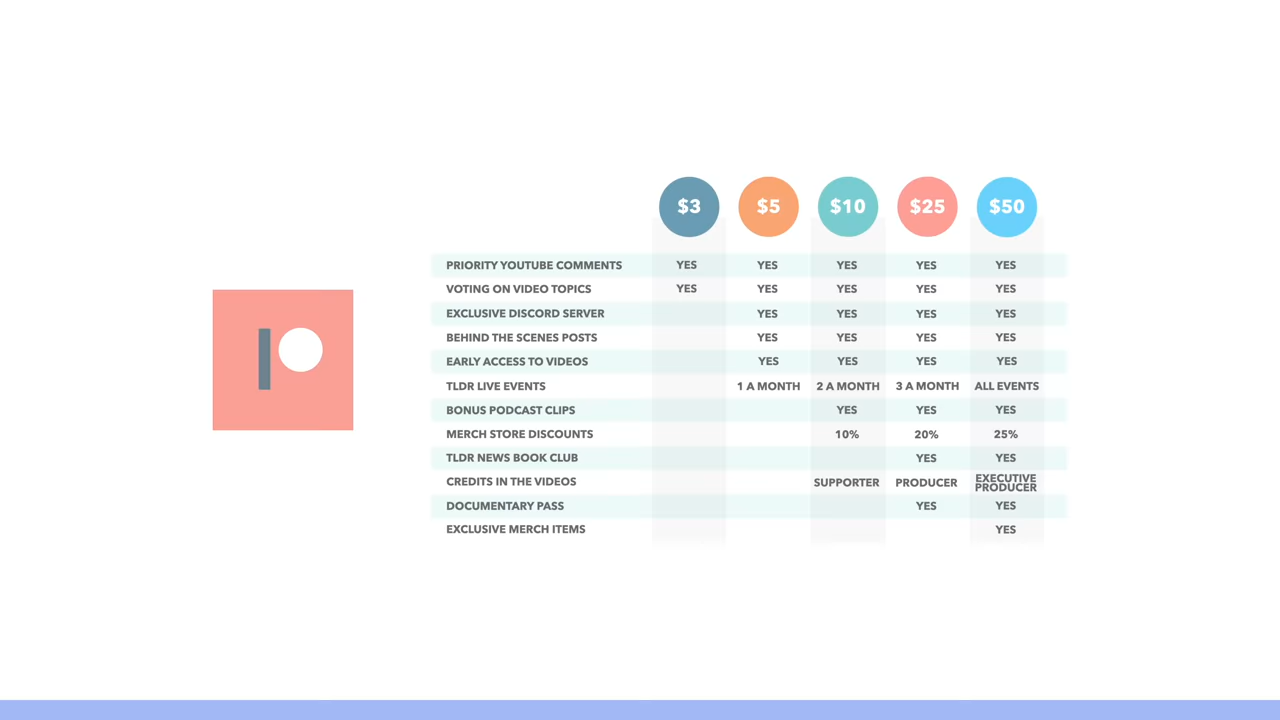 $3 $5 $10 $25 $50
PRIORITY YOUTUBE COMMENTS YES YES YES YES YES
VOTING ON VIDEO TOPICS YES YES YES YES YES
EXCLUSIVE DISCORD SERVER YES YES YES YES
BEHIND THE SCENES POSTS YES YES YES YES
EARLY ACCESS TO VIDEOS YES YES YES YES
TLDR LIVE EVENTS 1 A MONTH 2 A MONTH 3 A MONTH ALL EVENTS
BONUS PODCAST CLIPS YES YES YES
MERCH STORE DISCOUNTS 10% 20% 25%
TLDR NEWS BOOK CLUB YES YES
CREDITS IN THE VIDEOS SUPPORTER PRODUCER EXECUTIVE PRODUCER
DOCUMENTARY PASS YES YES
EXCLUSIVE MERCH ITEMS YES